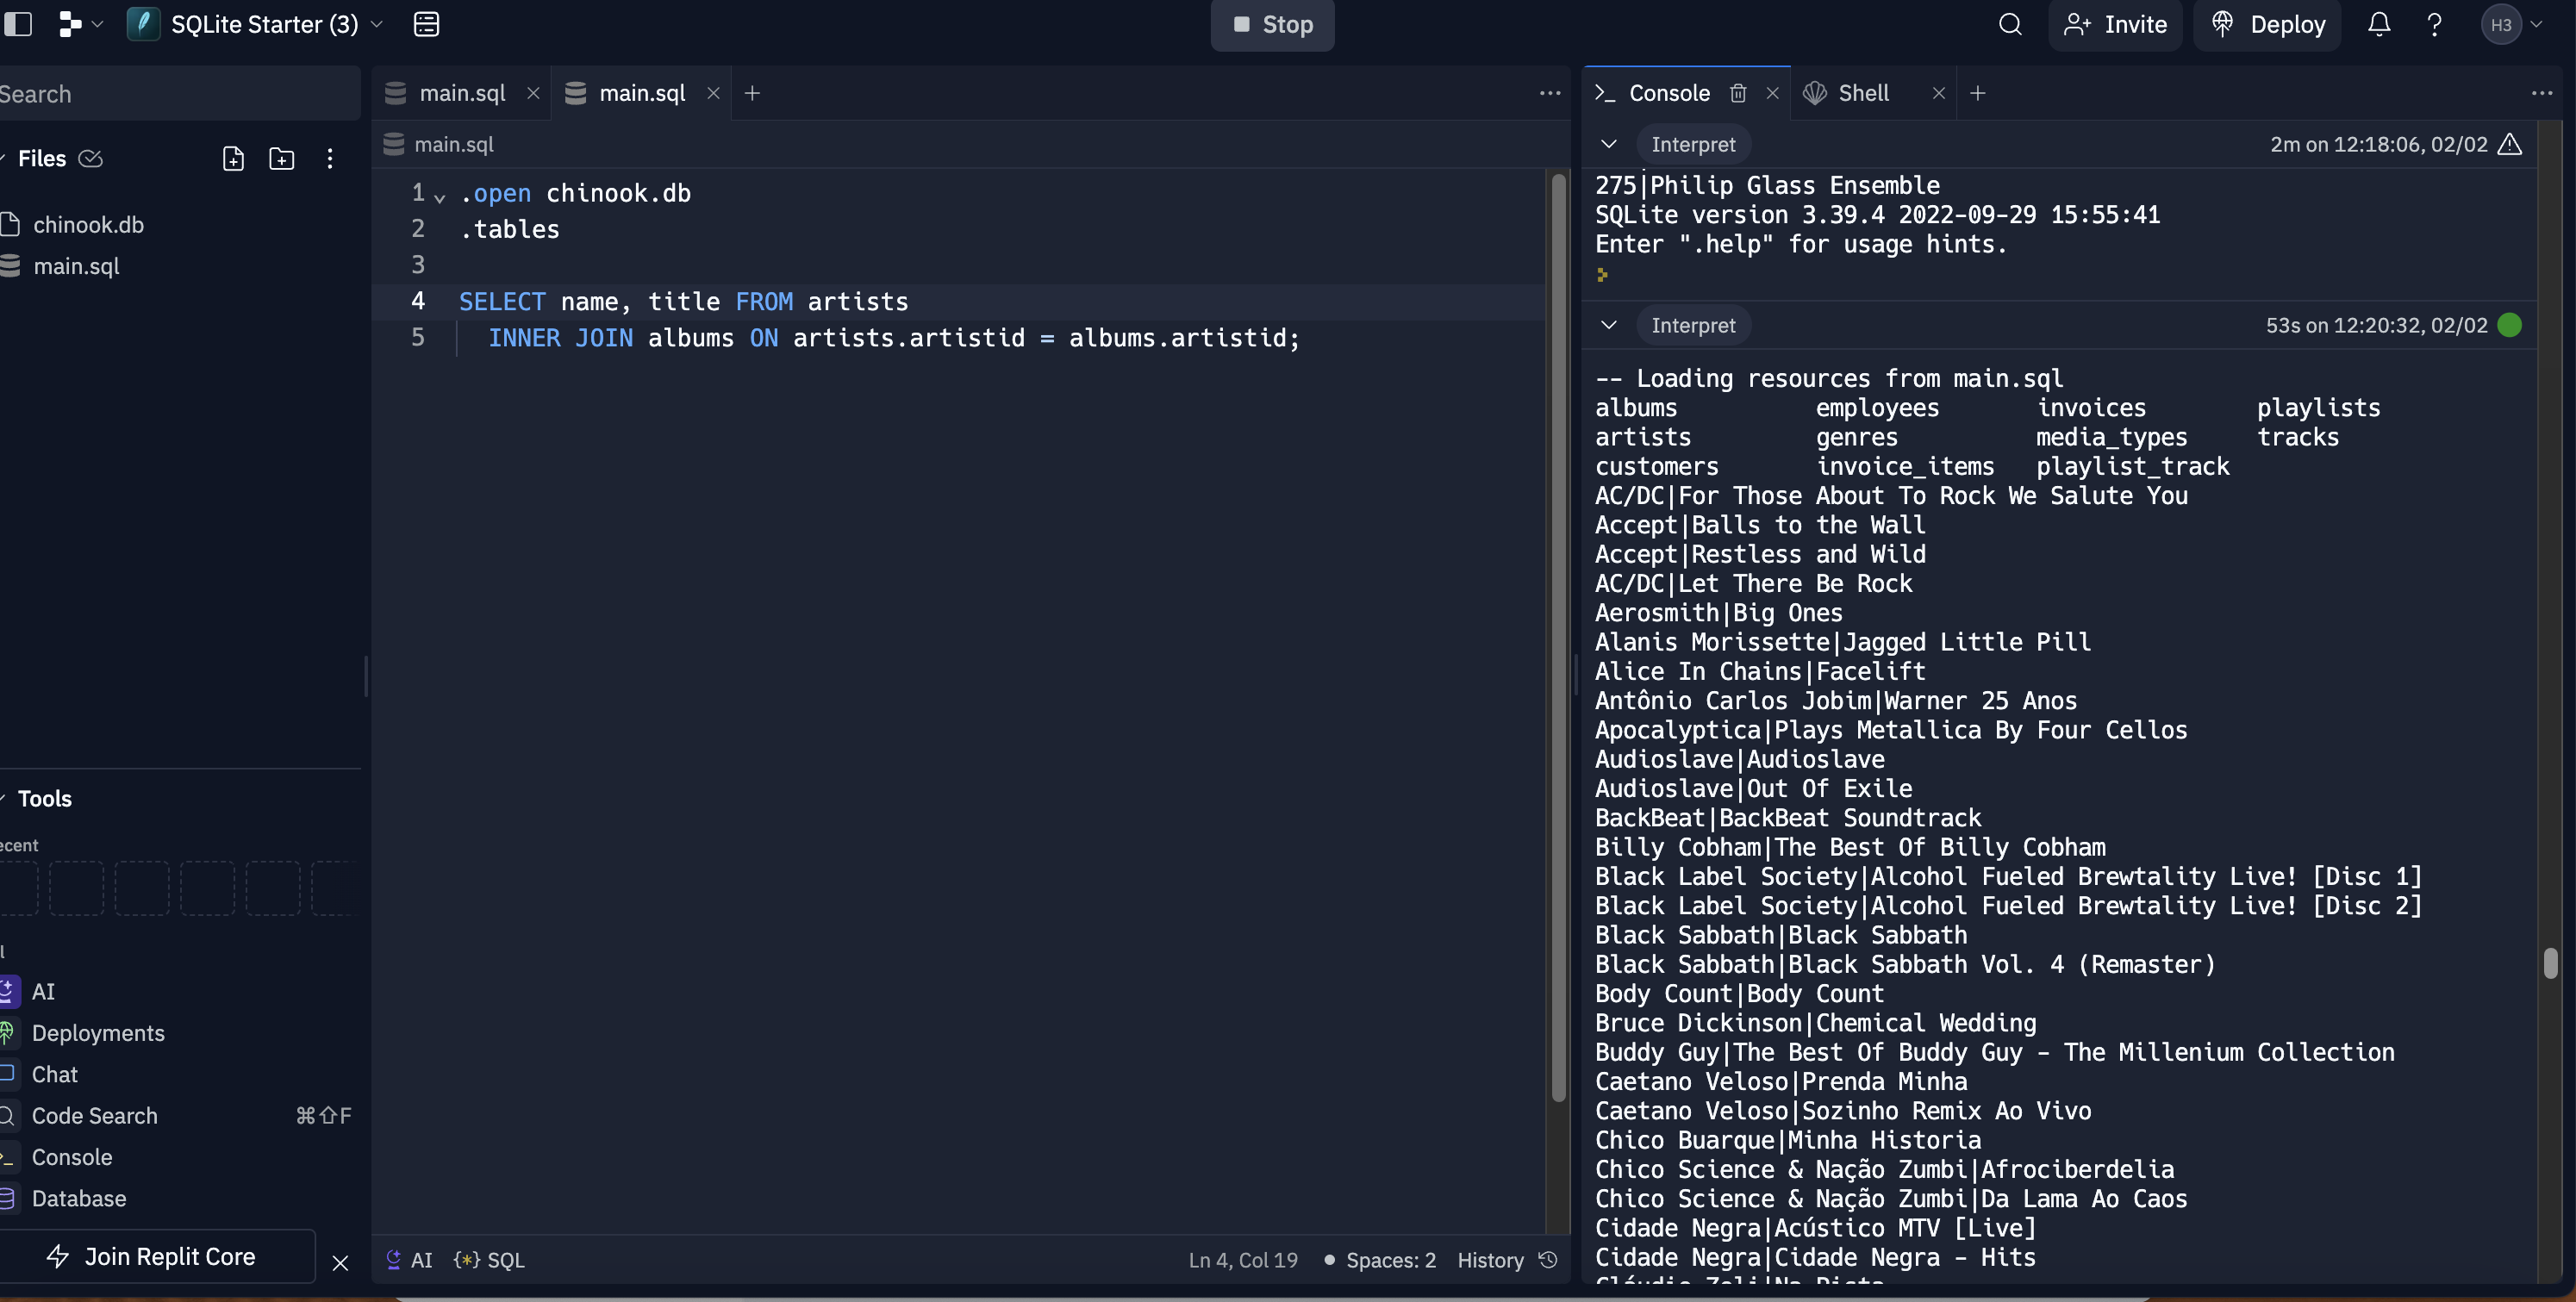 SQLite Starter (3)
Stop
Invite
Deploy
H3
Search
Files
chinook.db
main.sql
Tools
AI
Deployments
Chat
Code Search ⌘⇧F
Console
Database
Join Replit Core
main.sql
main.sql
main.sql
1 .open chinook.db
2 .tables
3
4 SELECT name, title FROM artists
5 INNER JOIN albums ON artists.artistid = albums.artistid;
AI {*} SQL Ln 4, Col 19 • Spaces: 2 History
>_ Console
Shell
Interpret 2m on 12:18:06, 02/02
275|Philip Glass Ensemble
SQLite version 3.39.4 2022-09-29 15:55:41
Enter ".help" for usage hints.
Interpret 53s on 12:20:32, 02/02
-- Loading resources from main.sql
albums employees invoices playlists
artists genres media_types tracks
customers invoice_items playlist_track
AC/DC|For Those About To Rock We Salute You
Accept|Balls to the Wall
Accept|Restless and Wild
AC/DC|Let There Be Rock
Aerosmith|Big Ones
Alanis Morissette|Jagged Little Pill
Alice In Chains|Facelift
Antônio Carlos Jobim|Warner 25 Anos
Apocalyptica|Plays Metallica By Four Cellos
Audioslave|Audioslave
Audioslave|Out Of Exile
BackBeat|BackBeat Soundtrack
Billy Cobham|The Best Of Billy Cobham
Black Label Society|Alcohol Fueled Brewtality Live! [Disc 1]
Black Label Society|Alcohol Fueled Brewtality Live! [Disc 2]
Black Sabbath|Black Sabbath
Black Sabbath|Black Sabbath Vol. 4 (Remaster)
Body Count|Body Count
Bruce Dickinson|Chemical Wedding
Buddy Guy|The Best Of Buddy Guy - The Millenium Collection
Caetano Veloso|Prenda Minha
Caetano Veloso|Sozinho Remix Ao Vivo
Chico Buarque|Minha Historia
Chico Science & Nação Zumbi|Afrociberdelia
Chico Science & Nação Zumbi|Da Lama Ao Caos
Cidade Negra|Acústico MTV [Live]
Cidade Negra|Cidade Negra - Hits